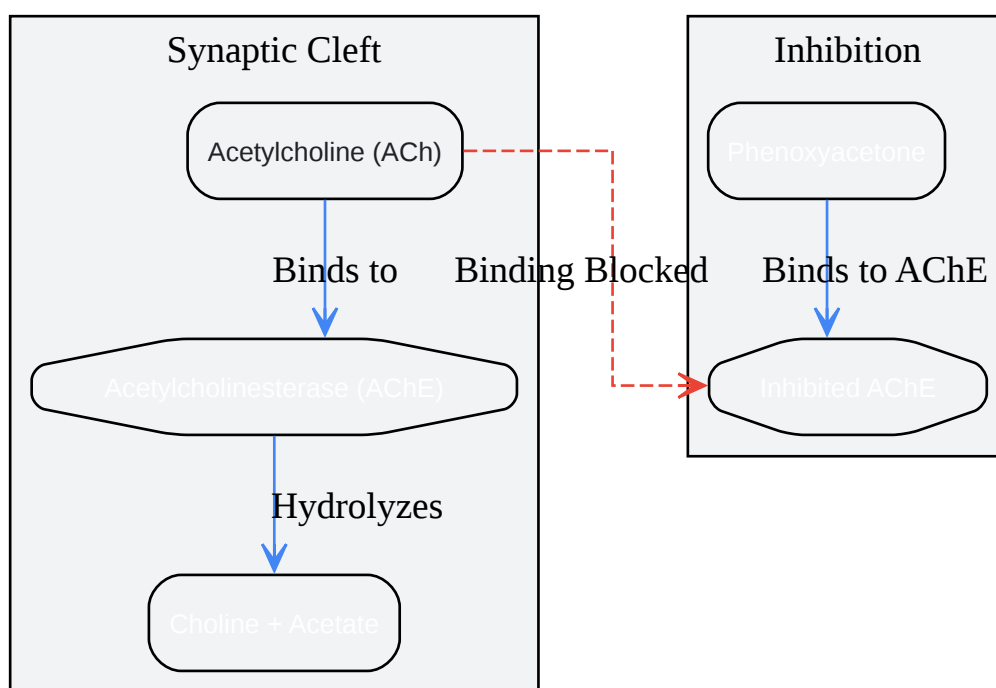 Synaptic Cleft
Inhibition
Acetylcholine (ACh)
Phenoxyacetone
Binds to
Binding Blocked
Binds to AChE
Acetylcholinesterase (AChE)
Inhibited AChE
Hydrolyzes
Choline + Acetate